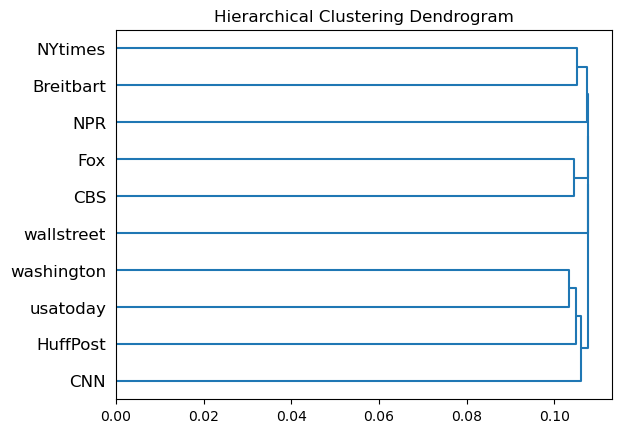 Hierarchical Clustering Dendrogram
NYtimes
Breitbart
NPR
Fox
CBS
wallstreet
washington
usatoday
HuffPost
CNN
0.00 0.02 0.04 0.06 0.08 0.10